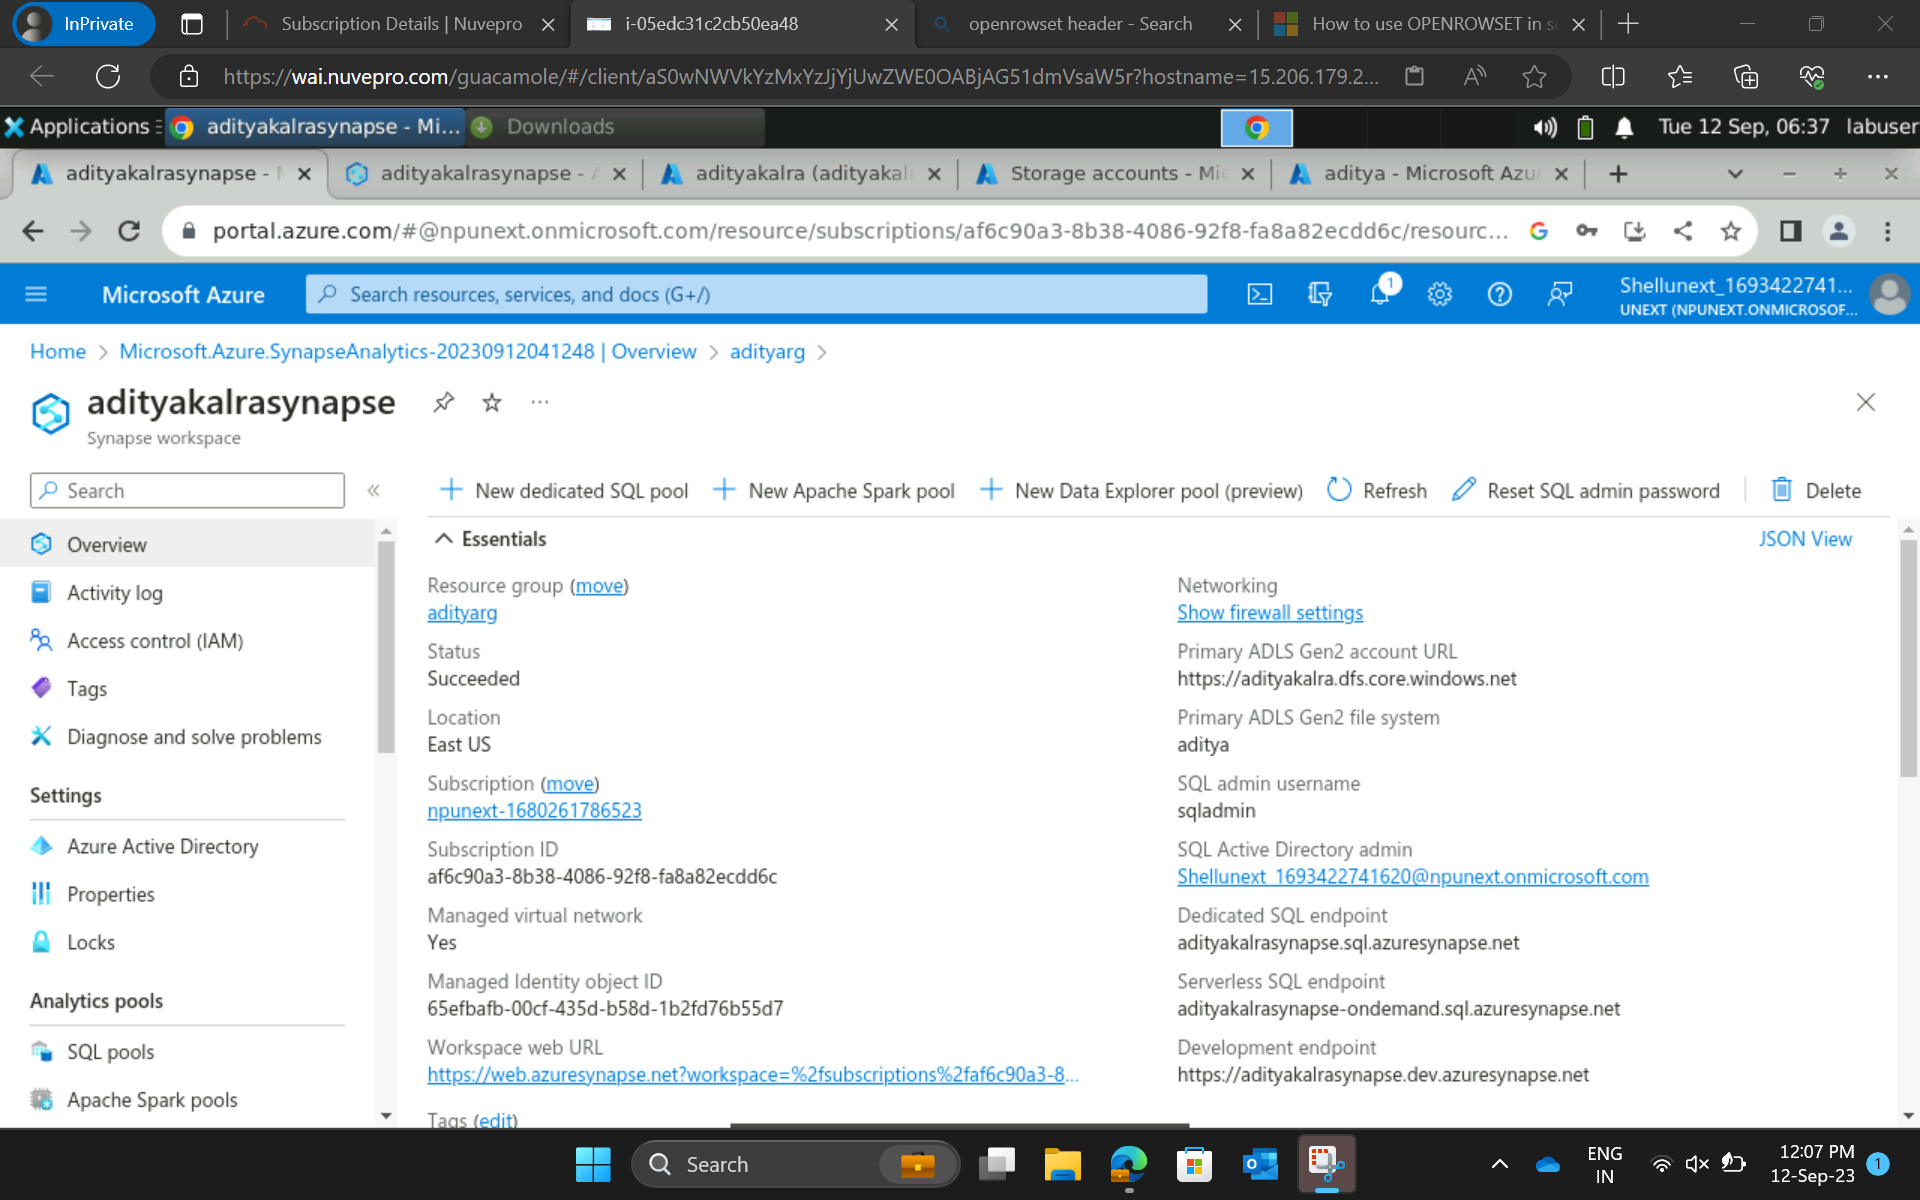 InPrivate
Subscription Details | Nuvepro
i-05edc31c2cb50ea48
openrowset header - Search
How to use OPENROWSET in s
https://wai.nuvepro.com/guacamole/#/client/aS0wNWVkYzMxYzJjYjUwZWE0OABjAG51dmVsaW5r?hostname=15.206.179.2...
Applications
adityakalrasynapse - Mi...
Downloads
Tue 12 Sep, 06:37
labuser
adityakalrasynapse - M
adityakalrasynapse - A
adityakalra (adityakalr
Storage accounts - Mic
aditya - Microsoft Azur
portal.azure.com/#@npunext.onmicrosoft.com/resource/subscriptions/af6c90a3-8b38-4086-92f8-fa8a82ecdd6c/resourc...
Microsoft Azure
Search resources, services, and docs (G+/)
1
Shellunext_1693422741...
UNEXT (NPUNEXT.ONMICROSOF...
Home > Microsoft.Azure.SynapseAnalytics-20230912041248 | Overview > adityarg >
adityakalrasynapse
Synapse workspace
Search
New dedicated SQL pool
New Apache Spark pool
New Data Explorer pool (preview)
Refresh
Reset SQL admin password
Delete
Overview
Activity log
Access control (IAM)
Tags
Diagnose and solve problems
Settings
Azure Active Directory
Properties
Locks
Analytics pools
SQL pools
Apache Spark pools
Essentials
JSON View
Resource group (move)
adityarg
Status
Succeeded
Location
East US
Subscription (move)
npunext-1680261786523
Subscription ID
af6c90a3-8b38-4086-92f8-fa8a82ecdd6c
Managed virtual network
Yes
Managed Identity object ID
65efbafb-00cf-435d-b58d-1b2fd76b55d7
Workspace web URL
https://web.azuresynapse.net?workspace=%2fsubscriptions%2faf6c90a3-8...
Tags (edit)
Networking
Show firewall settings
Primary ADLS Gen2 account URL
https://adityakalra.dfs.core.windows.net
Primary ADLS Gen2 file system
aditya
SQL admin username
sqladmin
SQL Active Directory admin
Shellunext_1693422741620@npunext.onmicrosoft.com
Dedicated SQL endpoint
adityakalrasynapse.sql.azuresynapse.net
Serverless SQL endpoint
adityakalrasynapse-ondemand.sql.azuresynapse.net
Development endpoint
https://adityakalrasynapse.dev.azuresynapse.net
Search
ENG
IN
12:07 PM
12-Sep-23
1